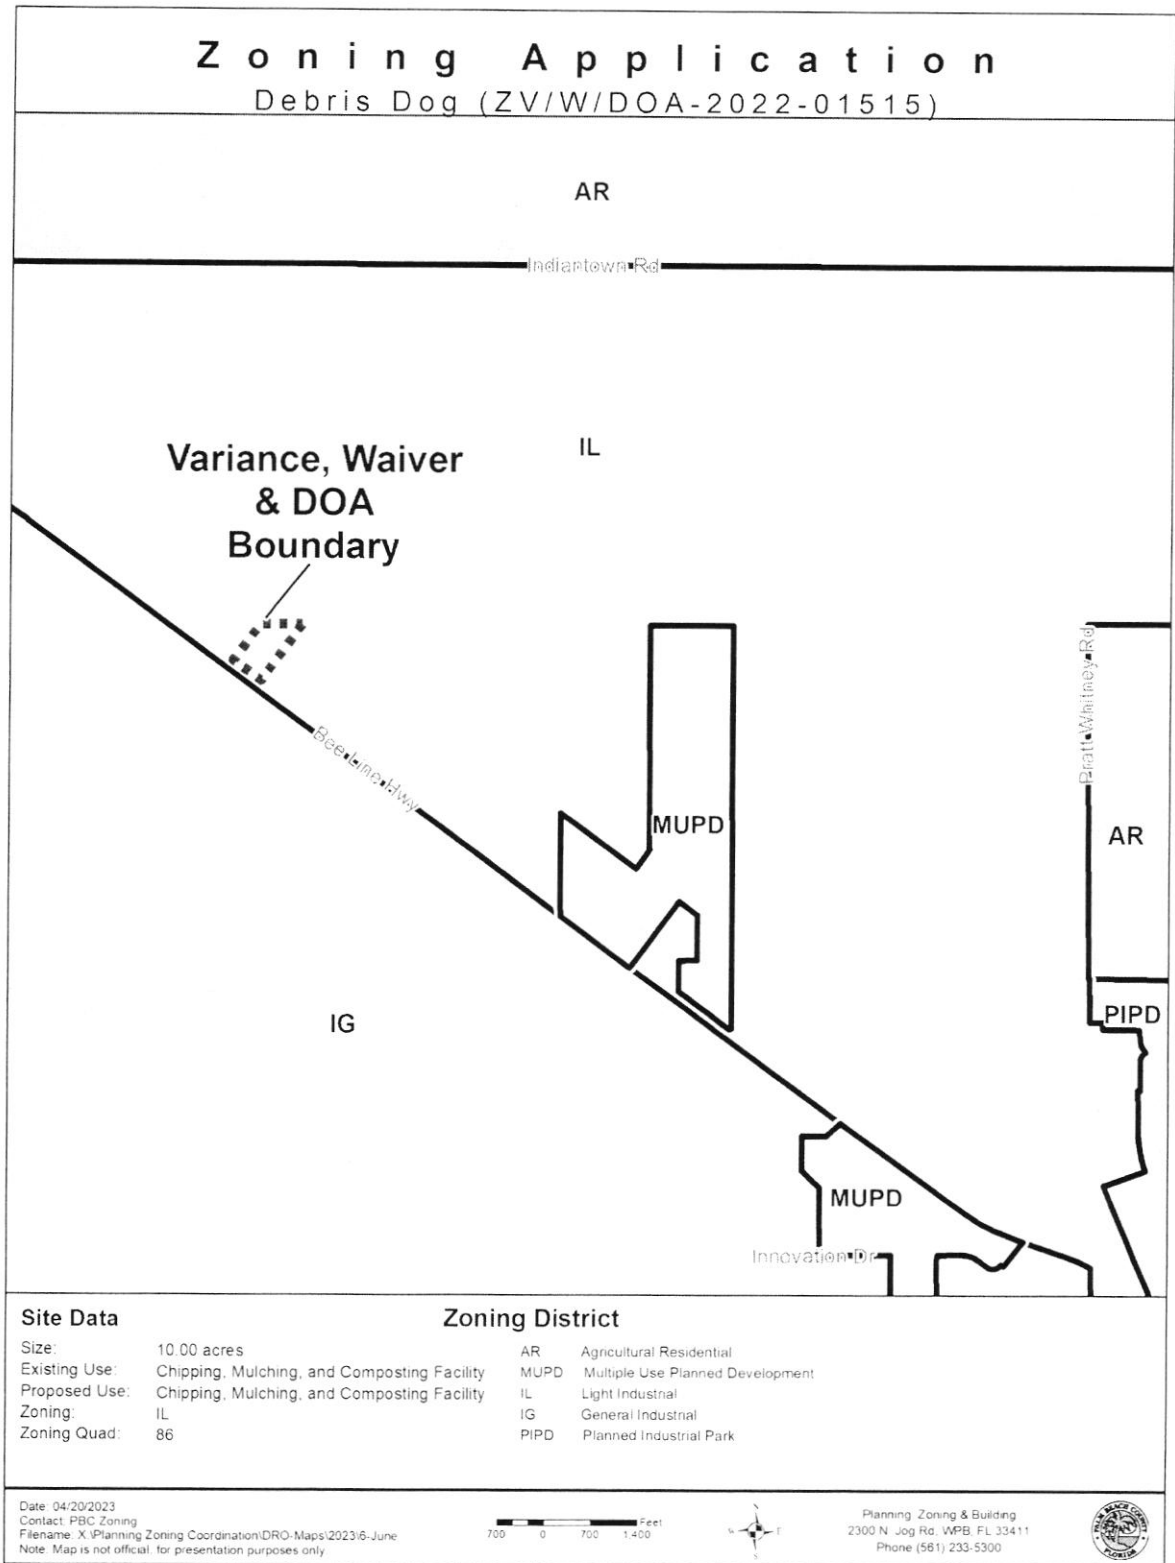 Zoning Application
Debris Dog (ZV/W/DOA-2022-01515)
AR
Indiantown Rd
IL
Variance, Waiver
& DOA
Boundary
Pratt Whitney Rd
Bee Line Hwy
MUPD
AR
IG
PIPD
MUPD
Innovation Dr
Site Data
Size: 10.00 acres
Existing Use: Chipping, Mulching, and Composting Facility
Proposed Use: Chipping, Mulching, and Composting Facility
Zoning: IL
Zoning Quad: 86
Zoning District
AR Agricultural Residential
MUPD Multiple Use Planned Development
IL Light Industrial
IG General Industrial
PIPD Planned Industrial Park
Date: 04/20/2023
Contact: PBC Zoning
Filename: X:\Planning Zoning Coordination\DRO-Maps\2023\6-June
Note: Map is not official, for presentation purposes only
Feet
700 0 700 1,400
N
W E
S
Planning Zoning & Building
2300 N Jog Rd, WPB, FL 33411
Phone (561) 233-5300
PALM BEACH COUNTY
FLORIDA